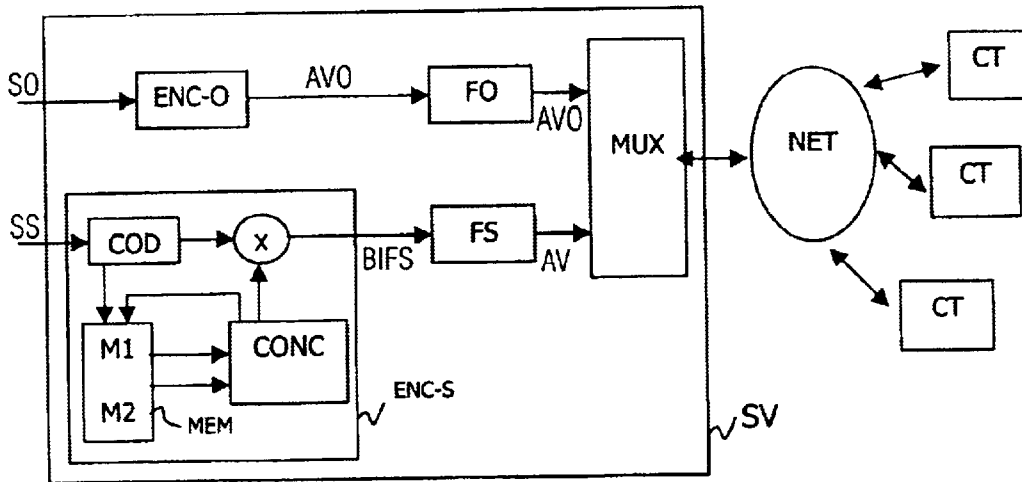 CT
SO
ENC-O
AVO
FO
AVO
MUX
NET
CT
SS
COD
X
BIFS
FS
AV
CT
M1
CONC
M2
MEM
ENC-S
SV